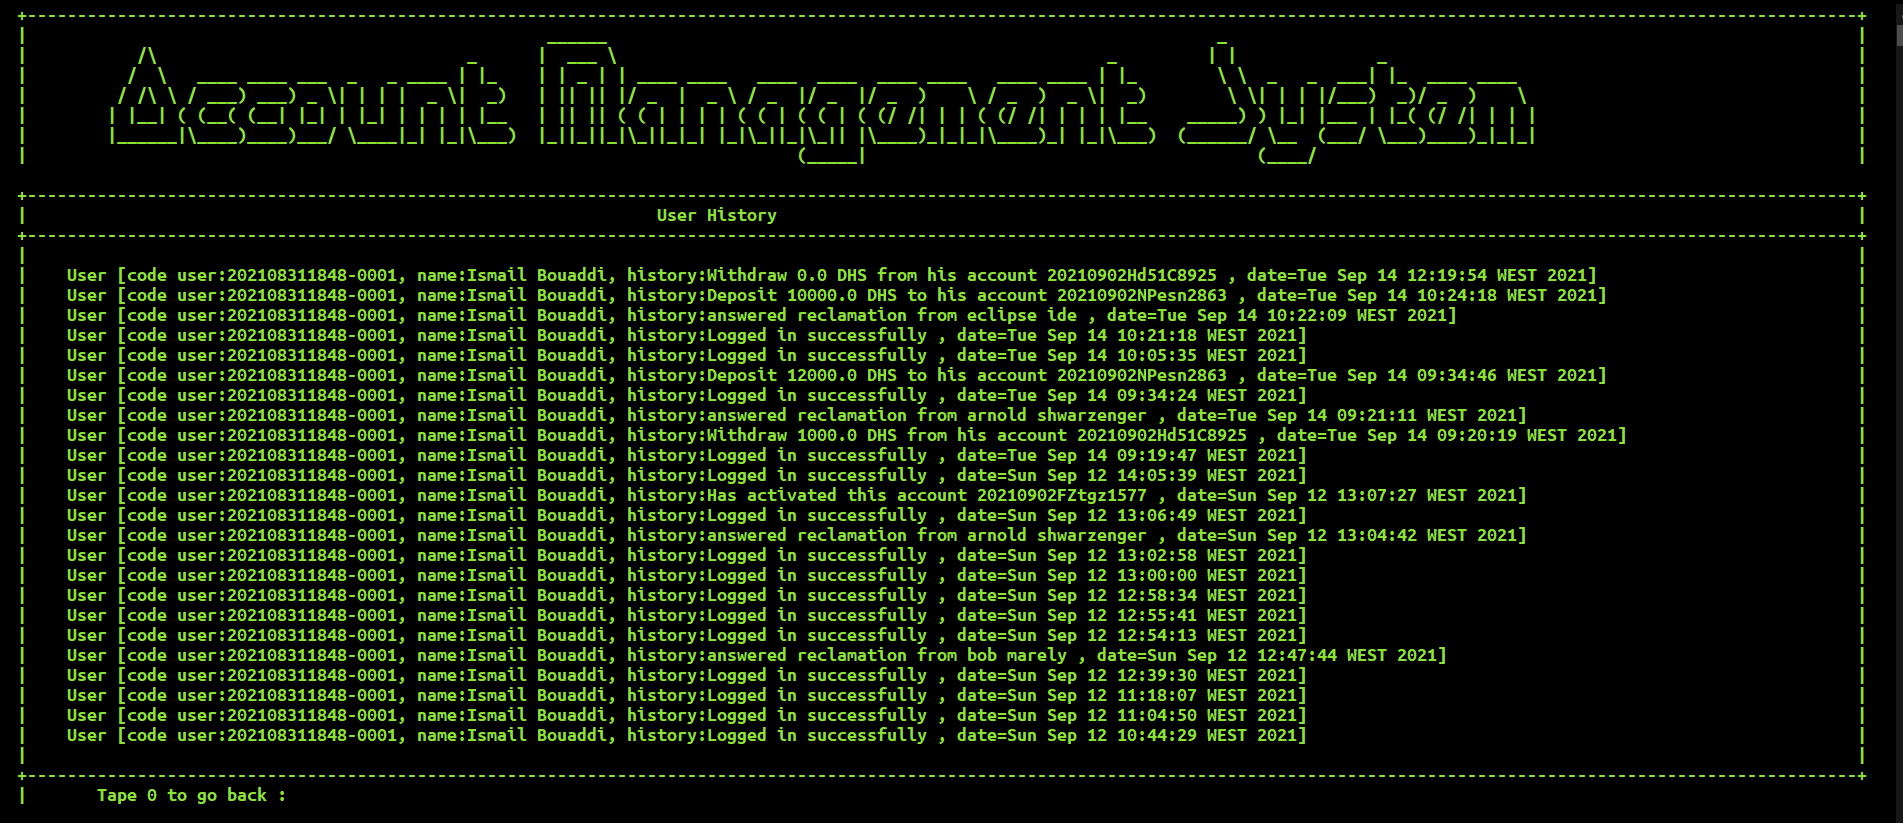 Account Management System
User History
User [code user:202108311848-0001, name:Ismail Bouaddi, history:Withdraw 0.0 DHS from his account 20210902Hd51C8925 , date=Tue Sep 14 12:19:54 WEST 2021]
User [code user:202108311848-0001, name:Ismail Bouaddi, history:Deposit 10000.0 DHS to his account 20210902NPesn2863 , date=Tue Sep 14 10:24:18 WEST 2021]
User [code user:202108311848-0001, name:Ismail Bouaddi, history:answered reclamation from eclipse ide , date=Tue Sep 14 10:22:09 WEST 2021]
User [code user:202108311848-0001, name:Ismail Bouaddi, history:Logged in successfully , date=Tue Sep 14 10:21:18 WEST 2021]
User [code user:202108311848-0001, name:Ismail Bouaddi, history:Logged in successfully , date=Tue Sep 14 10:05:35 WEST 2021]
User [code user:202108311848-0001, name:Ismail Bouaddi, history:Deposit 12000.0 DHS to his account 20210902NPesn2863 , date=Tue Sep 14 09:34:46 WEST 2021]
User [code user:202108311848-0001, name:Ismail Bouaddi, history:Logged in successfully , date=Tue Sep 14 09:34:24 WEST 2021]
User [code user:202108311848-0001, name:Ismail Bouaddi, history:answered reclamation from arnold shwarzenger , date=Tue Sep 14 09:21:11 WEST 2021]
User [code user:202108311848-0001, name:Ismail Bouaddi, history:Withdraw 1000.0 DHS from his account 20210902Hd51C8925 , date=Tue Sep 14 09:20:19 WEST 2021]
User [code user:202108311848-0001, name:Ismail Bouaddi, history:Logged in successfully , date=Tue Sep 14 09:19:47 WEST 2021]
User [code user:202108311848-0001, name:Ismail Bouaddi, history:Logged in successfully , date=Sun Sep 12 14:05:39 WEST 2021]
User [code user:202108311848-0001, name:Ismail Bouaddi, history:Has activated this account 20210902FZtgz1577 , date=Sun Sep 12 13:07:27 WEST 2021]
User [code user:202108311848-0001, name:Ismail Bouaddi, history:Logged in successfully , date=Sun Sep 12 13:06:49 WEST 2021]
User [code user:202108311848-0001, name:Ismail Bouaddi, history:answered reclamation from arnold shwarzenger , date=Sun Sep 12 13:04:42 WEST 2021]
User [code user:202108311848-0001, name:Ismail Bouaddi, history:Logged in successfully , date=Sun Sep 12 13:02:58 WEST 2021]
User [code user:202108311848-0001, name:Ismail Bouaddi, history:Logged in successfully , date=Sun Sep 12 13:00:00 WEST 2021]
User [code user:202108311848-0001, name:Ismail Bouaddi, history:Logged in successfully , date=Sun Sep 12 12:58:34 WEST 2021]
User [code user:202108311848-0001, name:Ismail Bouaddi, history:Logged in successfully , date=Sun Sep 12 12:55:41 WEST 2021]
User [code user:202108311848-0001, name:Ismail Bouaddi, history:Logged in successfully , date=Sun Sep 12 12:54:13 WEST 2021]
User [code user:202108311848-0001, name:Ismail Bouaddi, history:answered reclamation from bob marely , date=Sun Sep 12 12:47:44 WEST 2021]
User [code user:202108311848-0001, name:Ismail Bouaddi, history:Logged in successfully , date=Sun Sep 12 12:39:30 WEST 2021]
User [code user:202108311848-0001, name:Ismail Bouaddi, history:Logged in successfully , date=Sun Sep 12 11:18:07 WEST 2021]
User [code user:202108311848-0001, name:Ismail Bouaddi, history:Logged in successfully , date=Sun Sep 12 11:04:50 WEST 2021]
User [code user:202108311848-0001, name:Ismail Bouaddi, history:Logged in successfully , date=Sun Sep 12 10:44:29 WEST 2021]
Tape 0 to go back :